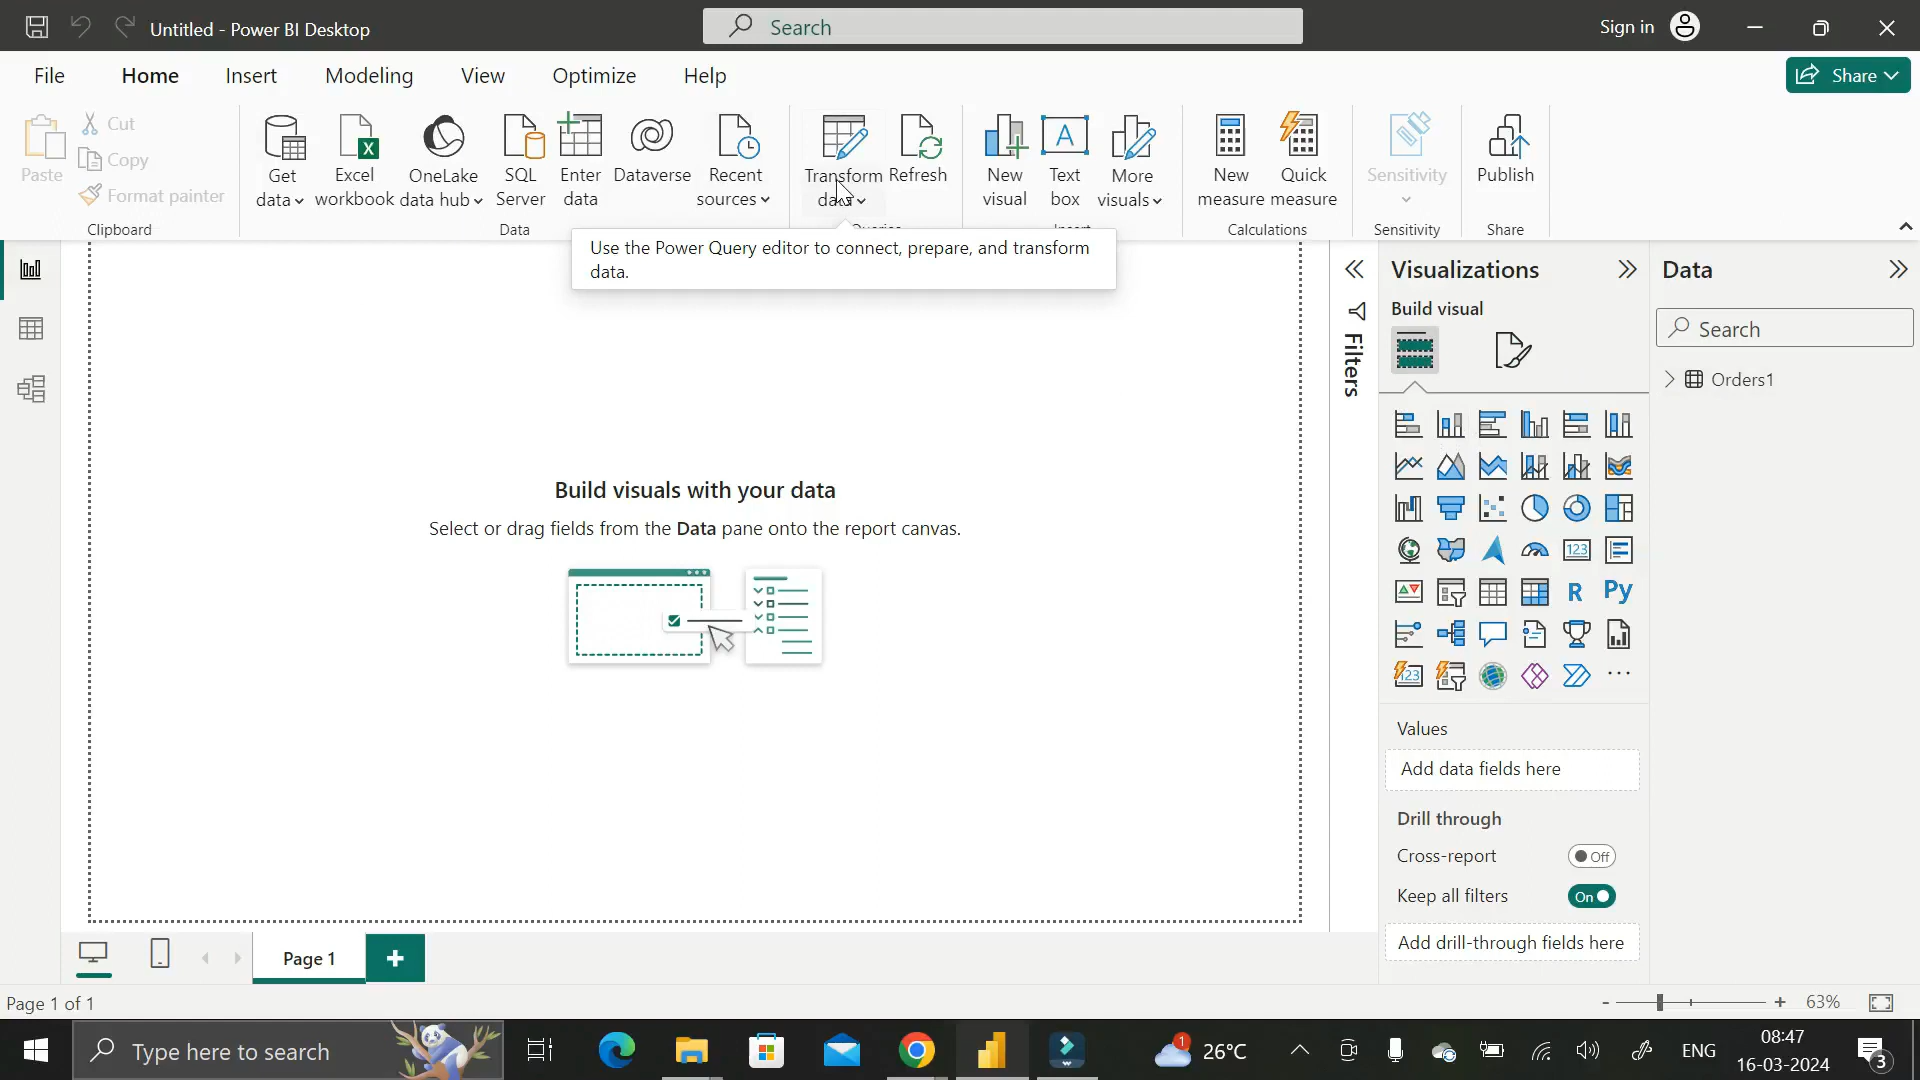 Untitled - Power BI Desktop
Search
Sign in
File
Home
Insert
Modeling
View
Optimize
Help
Share
Paste
Cut
Copy
Format painter
Clipboard
Get
data
Excel
workbook
OneLake
data hub
SQL
Server
Enter
data
Dataverse
Recent
sources
Data
Transform
data
Refresh
New
visual
Text
box
More
visuals
New
measure
Quick
measure
Calculations
Sensitivity
Sensitivity
Publish
Share
Use the Power Query editor to connect, prepare, and transform
data.
Build visuals with your data
Select or drag fields from the Data pane onto the report canvas.
Filters
Visualizations
Build visual
123
R
Py
123
Values
Add data fields here
Drill through
Cross-report
Off
Keep all filters
On
Add drill-through fields here
Data
Search
Orders1
Page 1
Page 1 of 1
63%
Type here to search
1
26°C
ENG
08:47
16-03-2024
3